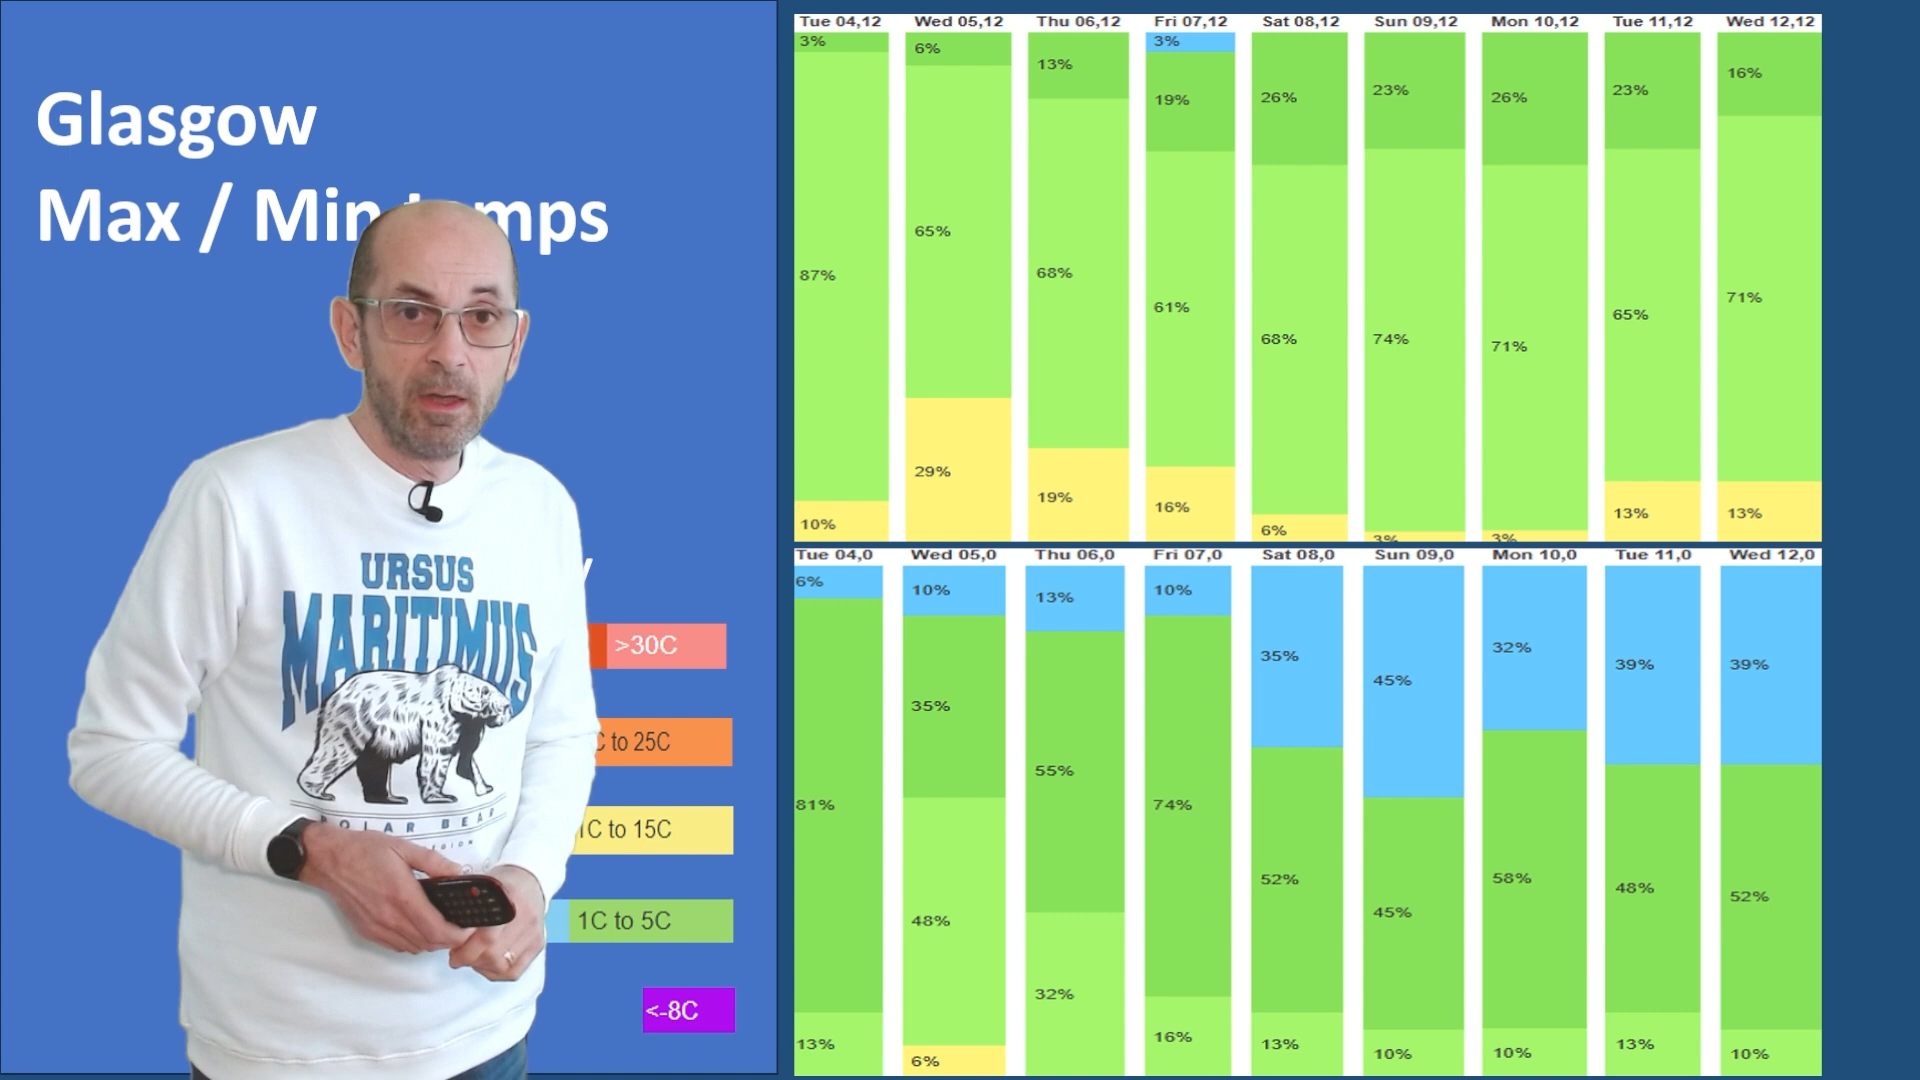 Glasgow
Max / Min temps
>30C
C to 25C
1C to 15C
1C to 5C
<-8C
URSUS
MARITIMUS
POLAR BEAR
Tue 04,12 Wed 05,12 Thu 06,12 Fri 07,12 Sat 08,12 Sun 09,12 Mon 10,12 Tue 11,12 Wed 12,12
3% 6% 13% 3% 26% 23% 26% 23% 16%
19%
87% 65% 68% 61% 68% 74% 71% 65% 71%
10% 29% 19% 16% 6% 3% 3% 13% 13%
Tue 04,0 Wed 05,0 Thu 06,0 Fri 07,0 Sat 08,0 Sun 09,0 Mon 10,0 Tue 11,0 Wed 12,0
6% 10% 13% 10% 35% 45% 32% 39% 39%
81% 35% 55% 74% 52% 45% 58% 48% 52%
13% 48% 32% 16% 13% 10% 10% 13% 10%
6%